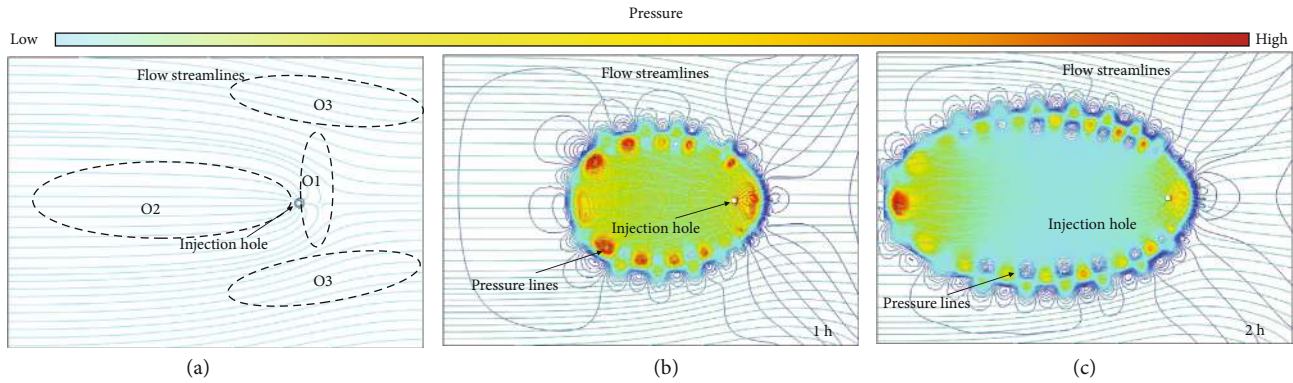 Pressure
Low
High
Flow streamlines
O3
O1
O2
Injection hole
O3
(a)
Flow streamlines
Injection hole
Pressure lines
1 h
(b)
Flow streamlines
Injection hole
Pressure lines
2 h
(c)